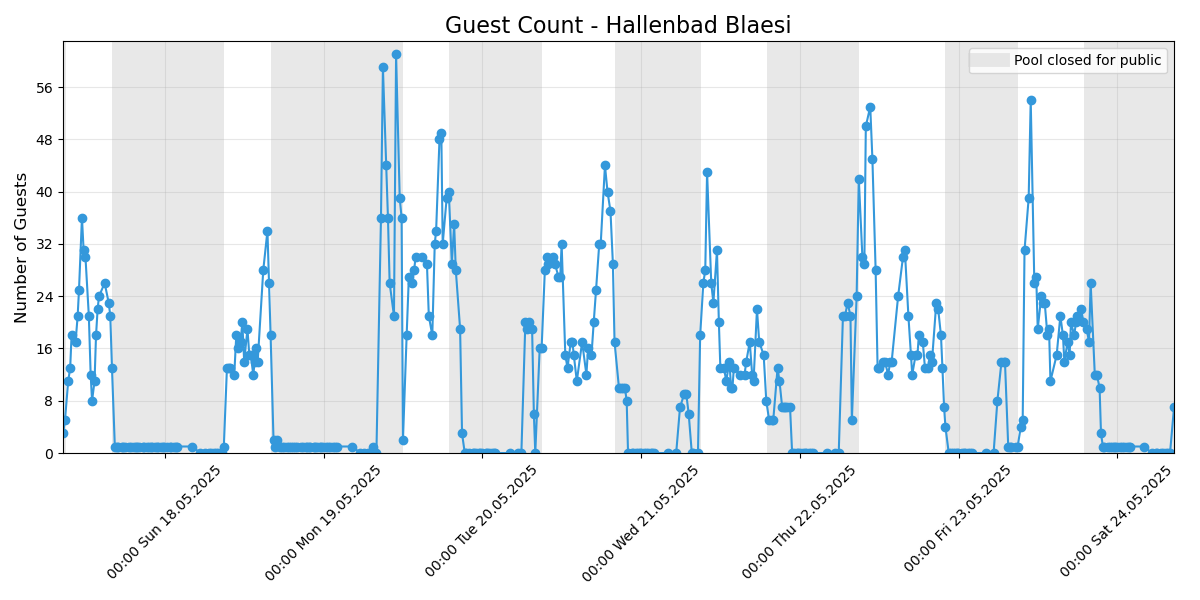 Guest Count - Hallenbad Blaesi
Pool closed for public
Number of Guests
56
48
40
32
24
16
8
0
00:00 Sun 18.05.2025
00:00 Mon 19.05.2025
00:00 Tue 20.05.2025
00:00 Wed 21.05.2025
00:00 Thu 22.05.2025
00:00 Fri 23.05.2025
00:00 Sat 24.05.2025